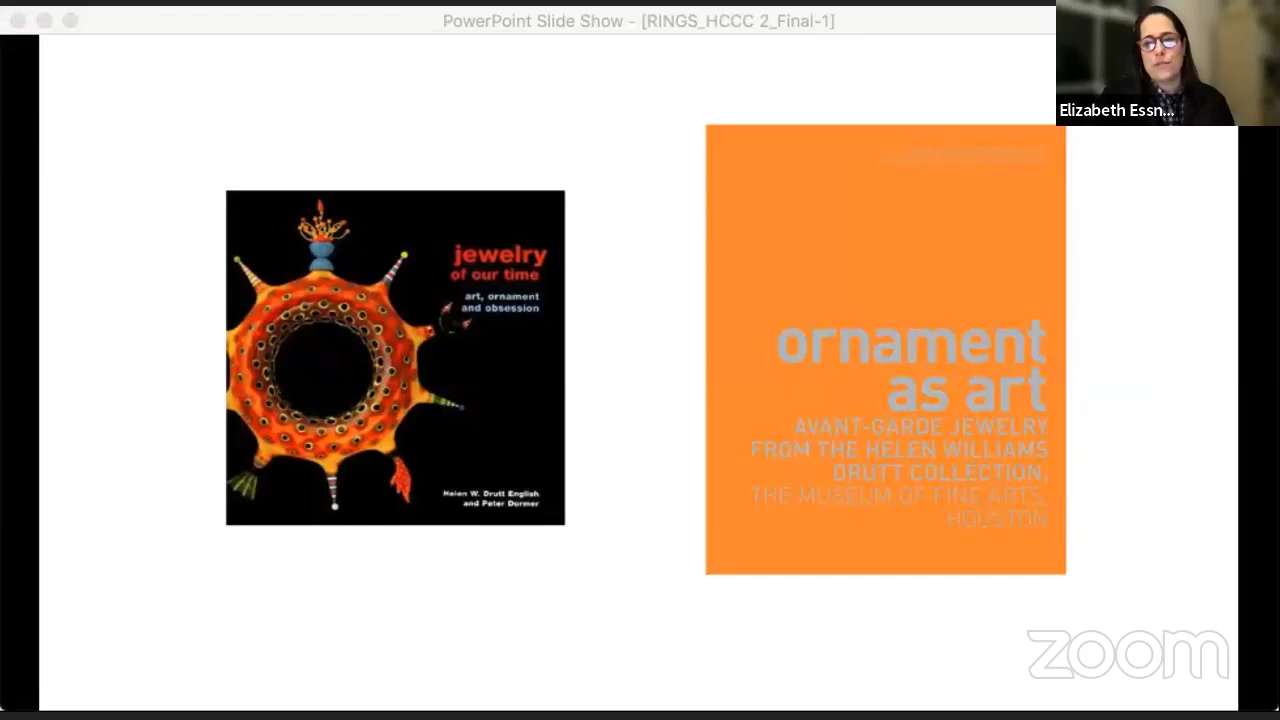 PowerPoint Slide Show - [RINGS_HCCC 2_Final-1]
Elizabeth Essn...
jewelry
of our time
art, ornament
and obsession
Helen W. Drutt English
and Peter Dormer
ornament
as art
AVANT-GARDE JEWELRY
FROM THE HELEN WILLIAMS
DRUTT COLLECTION,
THE MUSEUM OF FINE ARTS,
HOUSTON
zoom